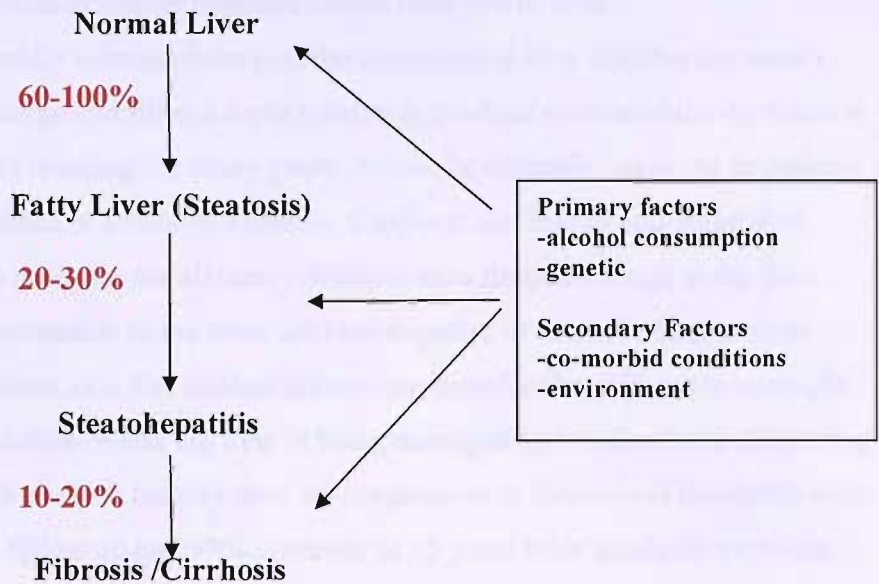 Normal Liver
60-100%
Fatty Liver (Steatosis)
20-30%
Steatohepatitis
10-20%
Fibrosis /Cirrhosis
Primary factors
-alcohol consumption
-genetic
Secondary Factors
-co-morbid conditions
-environment